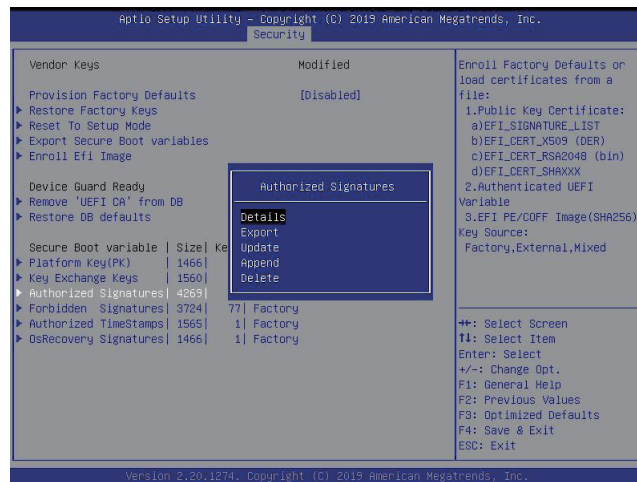 Aptio Setup Utility – Copyright (C) 2019 American Megatrends, Inc.
Security
Vendor Keys Modified
Provision Factory Defaults [Disabled]
Restore Factory Keys
Reset To Setup Mode
Export Secure Boot variables
Enroll Efi Image
Device Guard Ready
Remove 'UEFI CA' from DB
Restore DB defaults
Secure Boot variable | Size| Ke
Platform Key(PK) | 1466|
Key Exchange Keys | 1560|
Authorized Signatures| 4269|
Forbidden Signatures| 3724| 77| Factory
Authorized TimeStamps| 1565| 1| Factory
OsRecovery Signatures| 1466| 1| Factory
Authorized Signatures
Details
Export
Update
Append
Delete
Enroll Factory Defaults or
load certificates from a
file:
1.Public Key Certificate:
a)EFI_SIGNATURE_LIST
b)EFI_CERT_X509 (DER)
c)EFI_CERT_RSA2048 (bin)
d)EFI_CERT_SHAXXX
2.Authenticated UEFI
Variable
3.EFI PE/COFF Image(SHA256)
Key Source:
Factory,External,Mixed
→←: Select Screen
↑↓: Select Item
Enter: Select
+/-: Change Opt.
F1: General Help
F2: Previous Values
F3: Optimized Defaults
F4: Save & Exit
ESC: Exit
Version 2.20.1274. Copyright (C) 2019 American Megatrends, Inc.